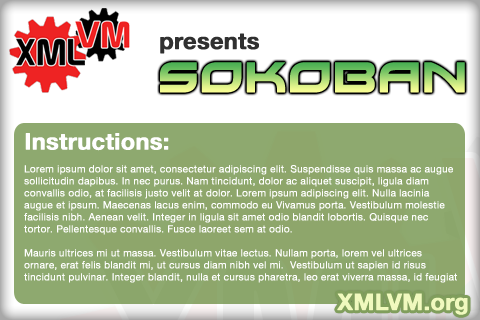 XMLVM
presents
SOKOBAN
Instructions:
Lorem ipsum dolor sit amet, consectetur adipiscing elit. Suspendisse quis massa ac augue
sollicitudin dapibus. In nec purus. Nam tincidunt, dolor ac aliquet suscipit, ligula diam
convallis odio, at facilisis justo velit at dolor. Lorem ipsum adipiscing elit. Nulla lacinia
augue et ipsum. Maecenas lacus enim, commodo eu Vivamus porta. Vestibulum molestie
facilisis nibh. Aenean velit. Integer in ligula sit amet odio blandit lobortis. Quisque nec
tortor. Pellentesque convallis. Fusce laoreet sem at odio.
Mauris ultrices mi ut massa. Vestibulum vitae lectus. Nullam porta, lorem vel ultrices
ornare, erat felis blandit mi, ut cursus diam nibh vel mi. Vestibulum ut sapien id risus
tincidunt pulvinar. Integer blandit, nulla et cursus pharetra, leo erat viverra massa, id feugiat
XMLVM.org